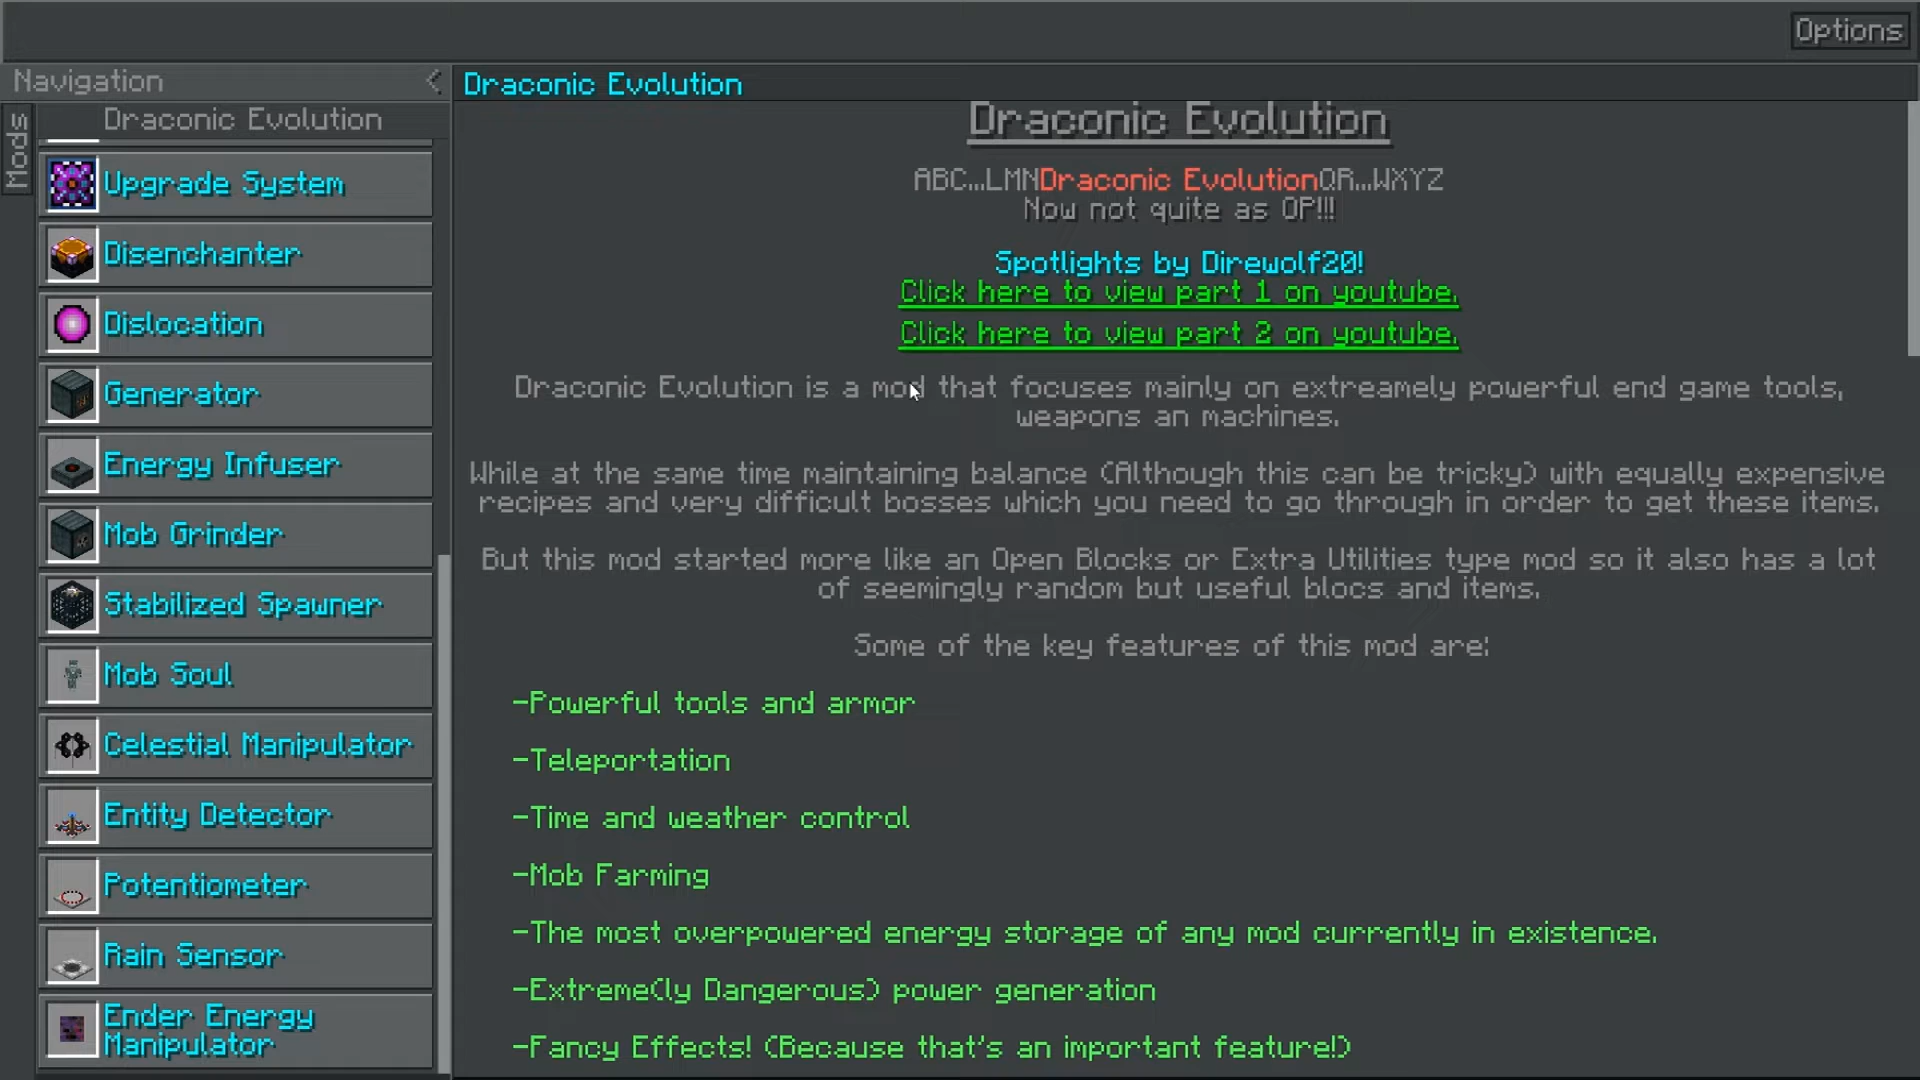 Options
Navigation
<
Mods
Draconic Evolution
Upgrade System
Disenchanter
Dislocation
Generator
Energy Infuser
Mob Grinder
Stabilized Spawner
Mob Soul
Celestial Manipulator
Entity Detector
Potentiometer
Rain Sensor
Ender Energy
Manipulator
Draconic Evolution
Draconic Evolution
ABC...LMNDraconic EvolutionQR...WXYZ
Now not quite as OP!!!
Spotlights by Direwolf20!
Click here to view part 1 on youtube.
Click here to view part 2 on youtube.
Draconic Evolution is a mod that focuses mainly on extreamely powerful end game tools,
weapons an machines.
While at the same time maintaining balance (Although this can be tricky) with equally expensive
recipes and very difficult bosses which you need to go through in order to get these items.
But this mod started more like an Open Blocks or Extra Utilities type mod so it also has a lot
of seemingly random but useful blocs and items.
Some of the key features of this mod are:
-Powerful tools and armor
-Teleportation
-Time and weather control
-Mob Farming
-The most overpowered energy storage of any mod currently in existence.
-Extreme(ly Dangerous) power generation
-Fancy Effects! (Because that's an important feature!)